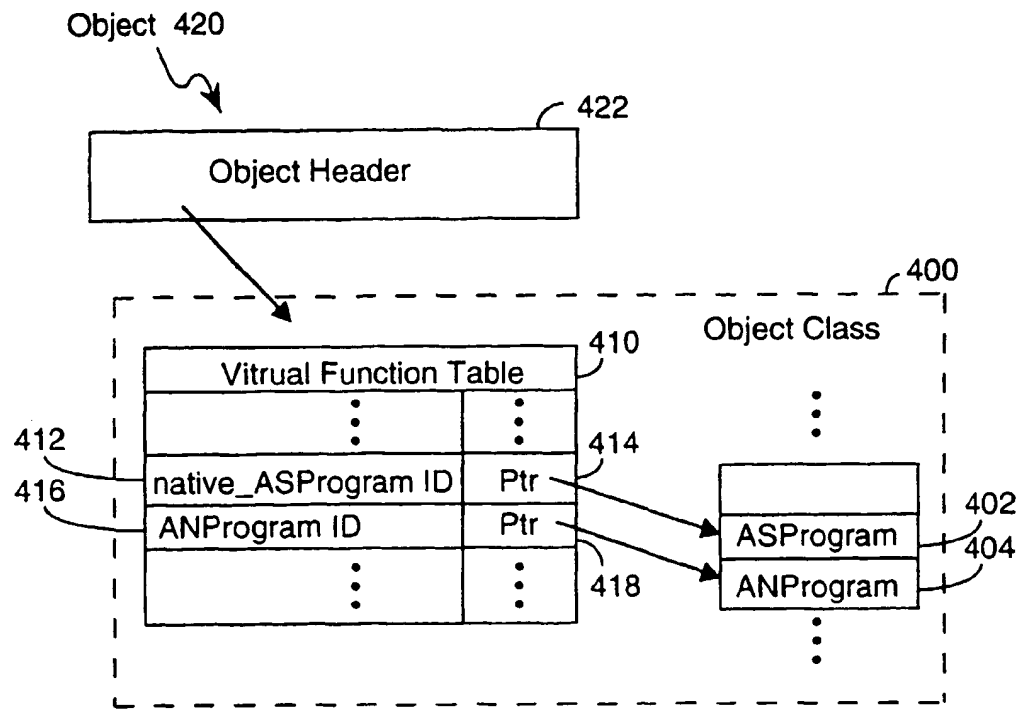 Object 420
422
Object Header
400
Object Class
410
Vitrual Function Table
412
native_ASProgram ID
Ptr
414
416
ANProgram ID
Ptr
418
ASProgram
402
ANProgram
404